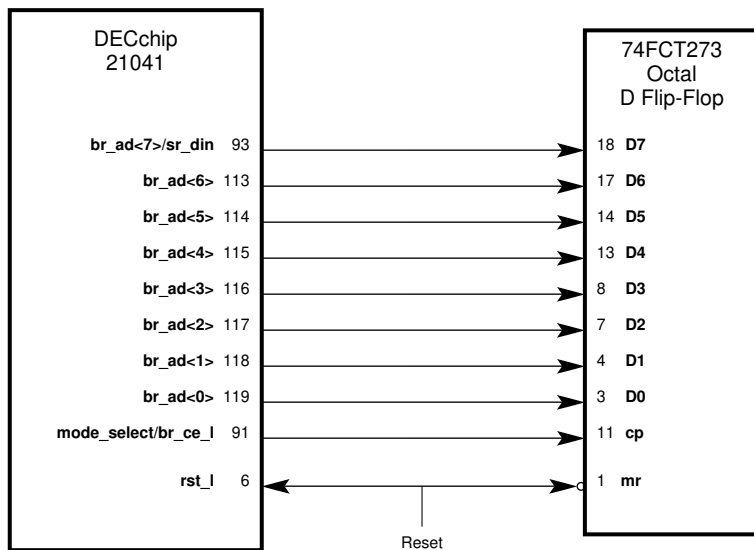 DECchip
21041
74FCT273
Octal
D Flip-Flop
br_ad<7>/sr_din 93 18 D7
br_ad<6> 113 17 D6
br_ad<5> 114 14 D5
br_ad<4> 115 13 D4
br_ad<3> 116 8 D3
br_ad<2> 117 7 D2
br_ad<1> 118 4 D1
br_ad<0> 119 3 D0
mode_select/br_ce_l 91 11 cp
rst_l 6 1 mr
Reset